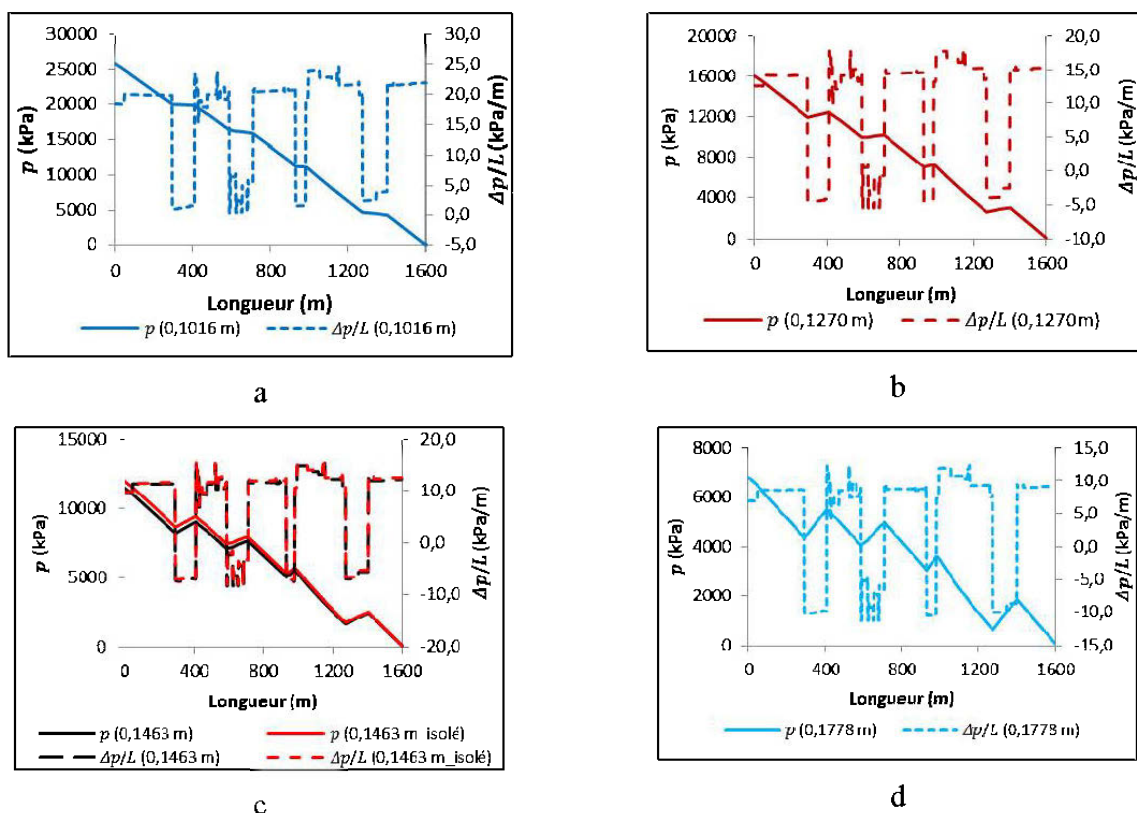 30000
25000
20000
15000
10000
5000
0
p (kPa)
30,0
25,0
20,0
15,0
10,0
5,0
0,0
-5,0
Δp/L (kPa/m)
0 400 800 1200 1600
Longueur (m)
p (0,1016 m) Δp/L (0,1016 m)
a
20000
16000
12000
8000
4000
0
p (kPa)
20,0
15,0
10,0
5,0
0,0
-5,0
-10,0
Δp/L (kPa/m)
0 400 800 1200 1600
Longueur (m)
p (0,1270 m) Δp/L (0,1270 m)
b
15000
10000
5000
0
p (kPa)
20,0
10,0
0,0
-10,0
-20,0
Δp/L (kPa/m)
0 400 800 1200 1600
Longueur (m)
p (0,1463 m) p (0,1463 m_isolé)
Δp/L (0,1463 m) Δp/L (0,1463 m_isolé)
c
8000
6000
4000
2000
0
p (kPa)
15,0
10,0
5,0
0,0
-5,0
-10,0
-15,0
Δp/L (kPa/m)
0 400 800 1200 1600
Longueur (m)
p (0,1778 m) Δp/L (0,1778 m)
d